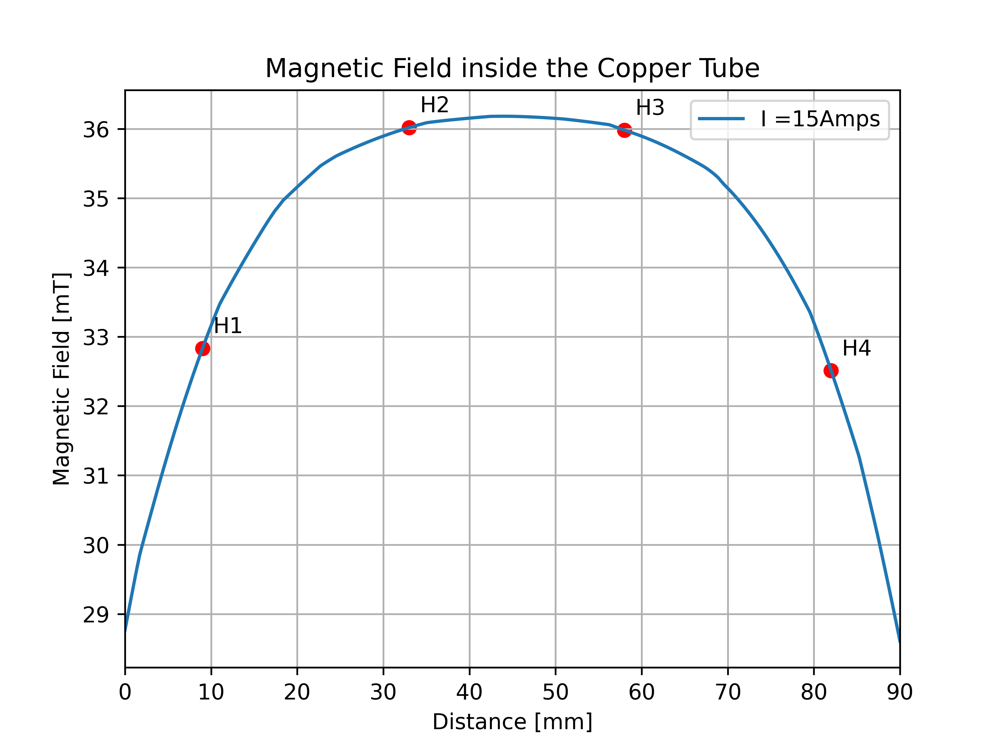 Magnetic Field inside the Copper Tube
I =15Amps
H1
H2
H3
H4
Magnetic Field [mT]
36
35
34
33
32
31
30
29
0 10 20 30 40 50 60 70 80 90
Distance [mm]